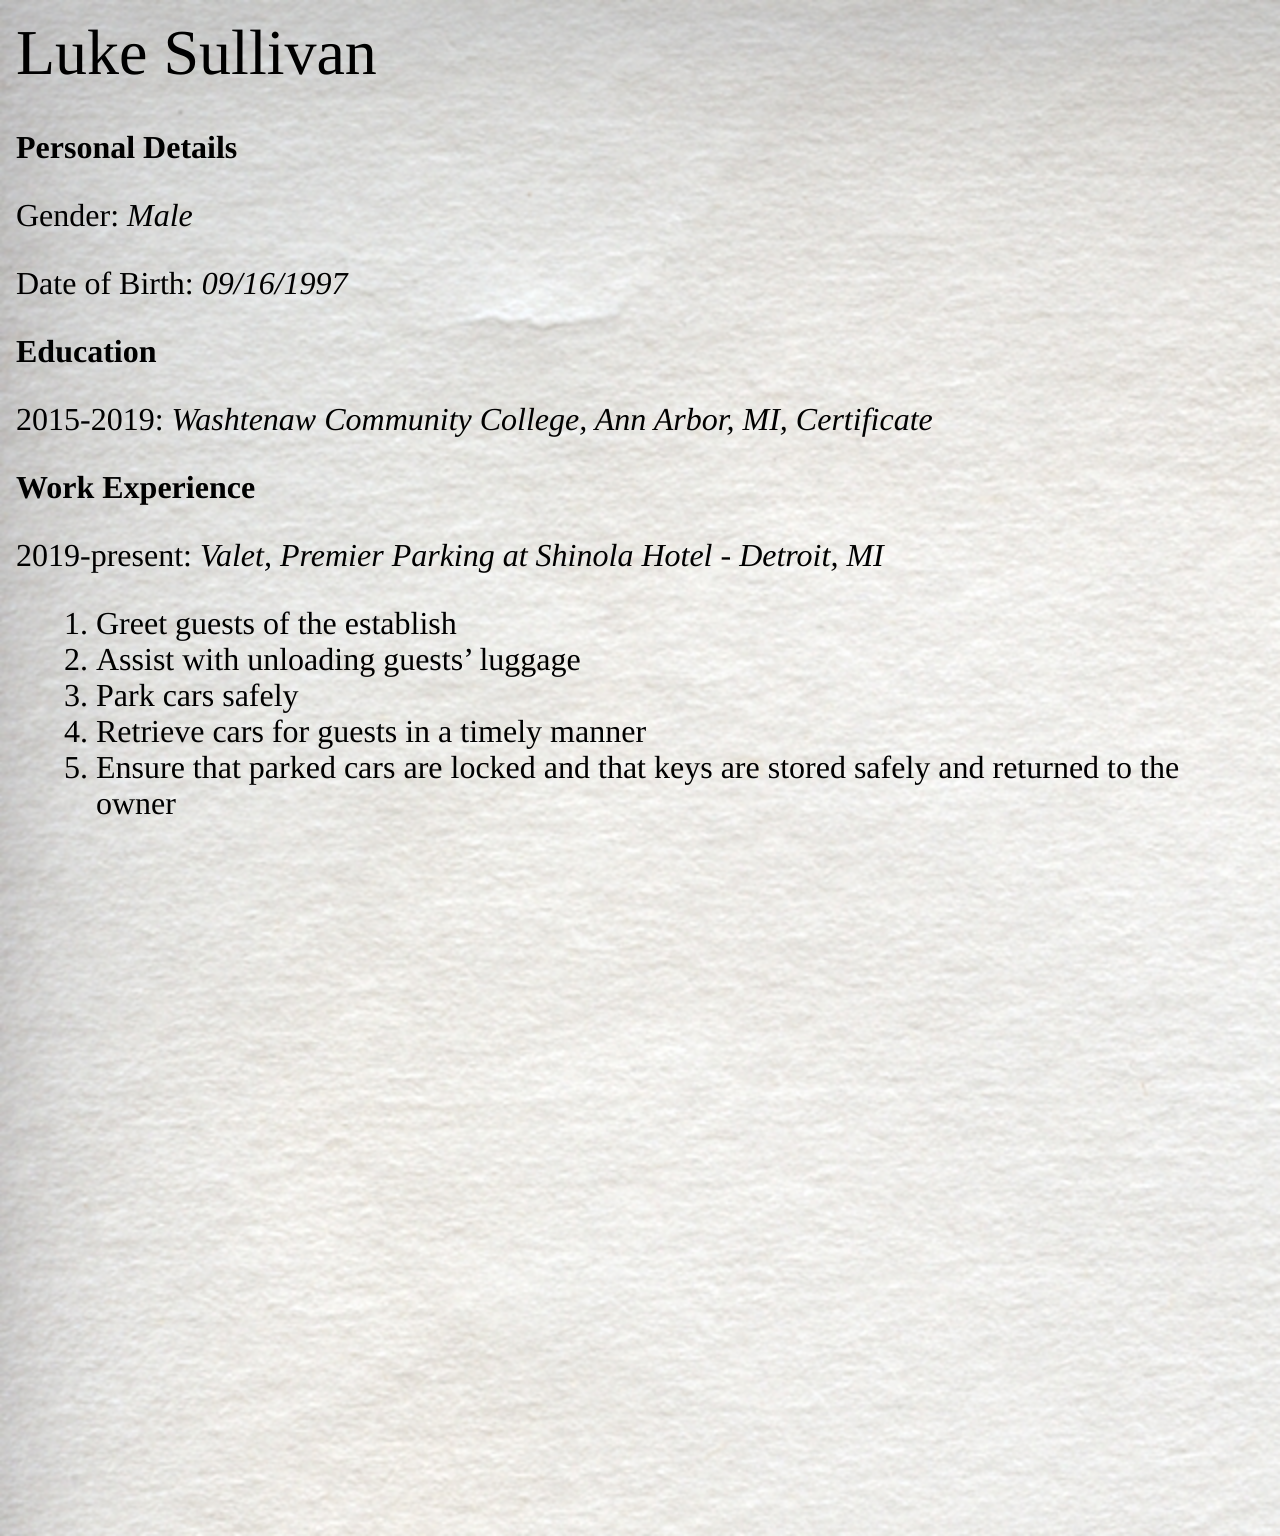 Luke Sullivan
Personal Details
Gender: Male
Date of Birth: 09/16/1997
Education
2015-2019: Washtenaw Community College, Ann Arbor, MI, Certificate
Work Experience
2019-present: Valet, Premier Parking at Shinola Hotel - Detroit, MI
1. Greet guests of the establish
2. Assist with unloading guests’ luggage
3. Park cars safely
4. Retrieve cars for guests in a timely manner
5. Ensure that parked cars are locked and that keys are stored safely and returned to the
owner